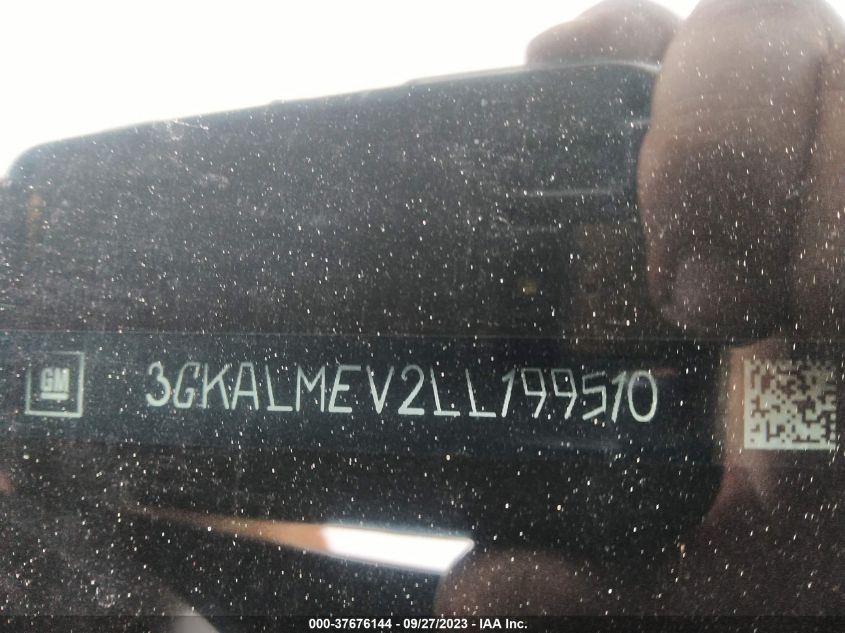 GM
3GKALMEV2LL199510
000-37676144 - 09/27/2023 - IAA Inc.